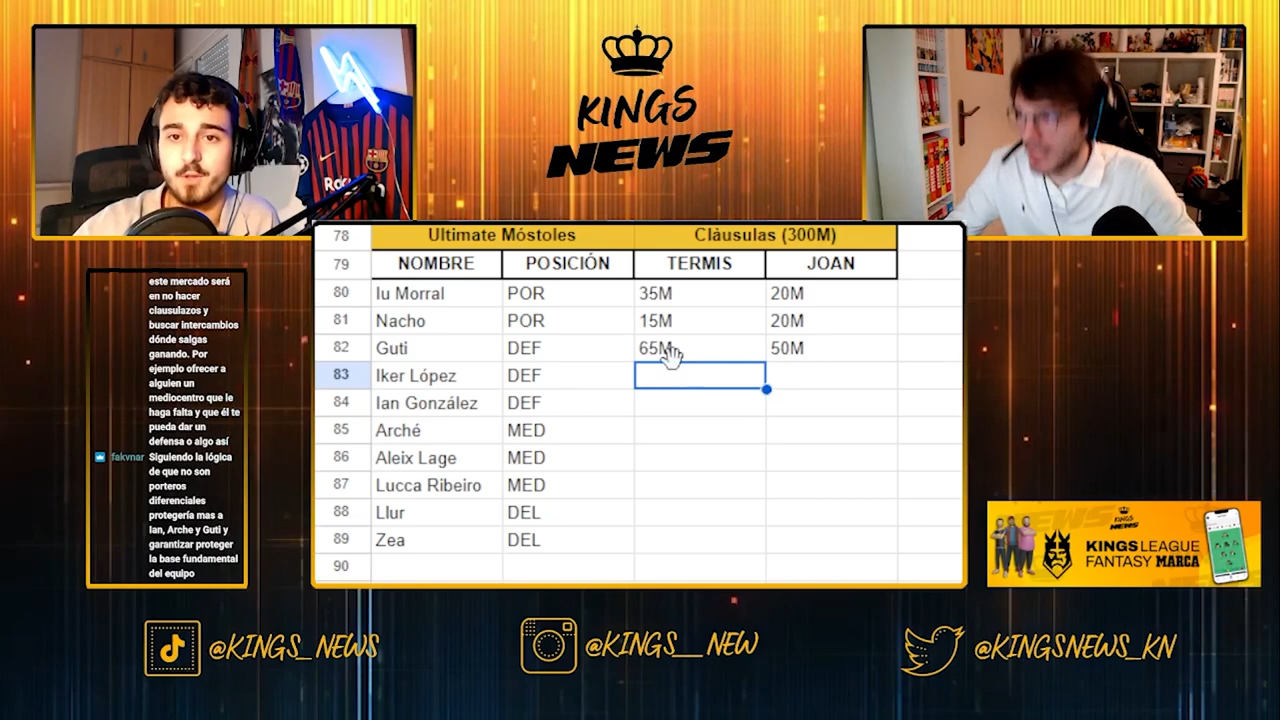 KINGS
NEWS
este mercado será
en no hacer
clausulazos y
buscar intercambios
dónde salgas
ganando. Por
ejemplo ofrecer a
alguien un
mediocentro que le
haga falta y que él te
pueda dar un
defensa o algo así
fakvnar Siguiendo la lógica
de que no son
porteros
diferenciales
protegería mas a
Ian, Arche y Guti y
garantizar proteger
la base fundamental
del equipo
78 Ultimate Móstoles Cláusulas (300M)
79 NOMBRE POSICIÓN TERMIS JOAN
80 Iu Morral POR 35M 20M
81 Nacho POR 15M 20M
82 Guti DEF 65M 50M
83 Iker López DEF
84 Ian González DEF
85 Arché MED
86 Aleix Lage MED
87 Lucca Ribeiro MED
88 Llur DEL
89 Zea DEL
90
KINGS
NEWS
KINGS LEAGUE
FANTASY MARCA
@KINGS_NEWS
@KINGS__NEW
@KINGSNEWS_KN